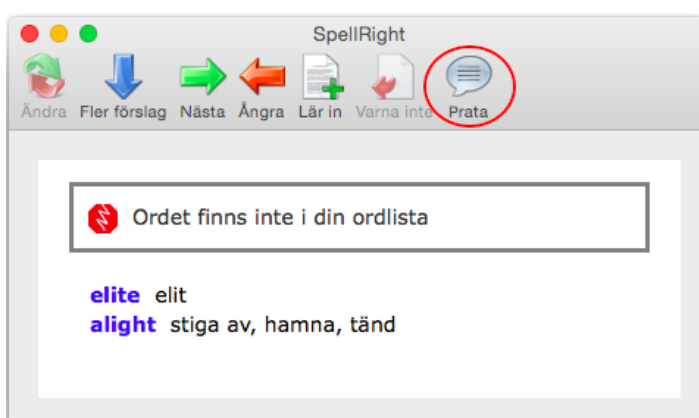 SpellRight
Ändra Fler förslag Nästa Ångra Lär in Varna inte Prata
Ordet finns inte i din ordlista
elite elit
alight stiga av, hamna, tänd